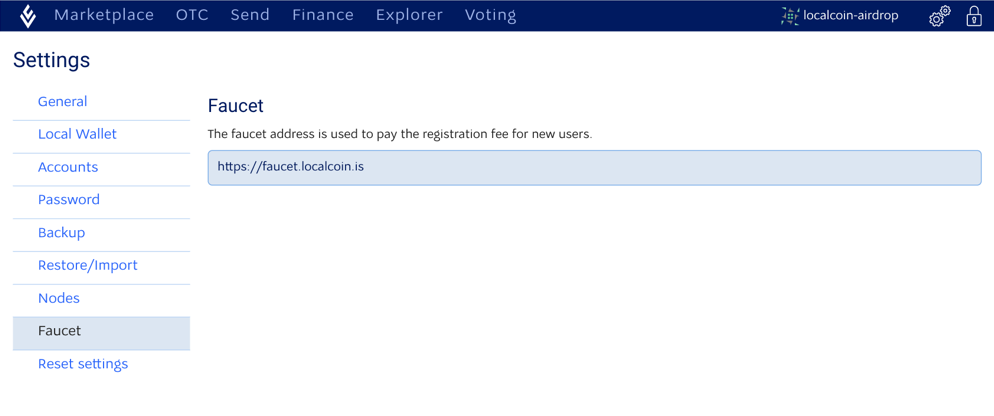 Marketplace OTC Send Finance Explorer Voting localcoin-airdrop
Settings
General
Local Wallet
Accounts
Password
Backup
Restore/Import
Nodes
Faucet
Reset settings
Faucet
The faucet address is used to pay the registration fee for new users.
https://faucet.localcoin.is